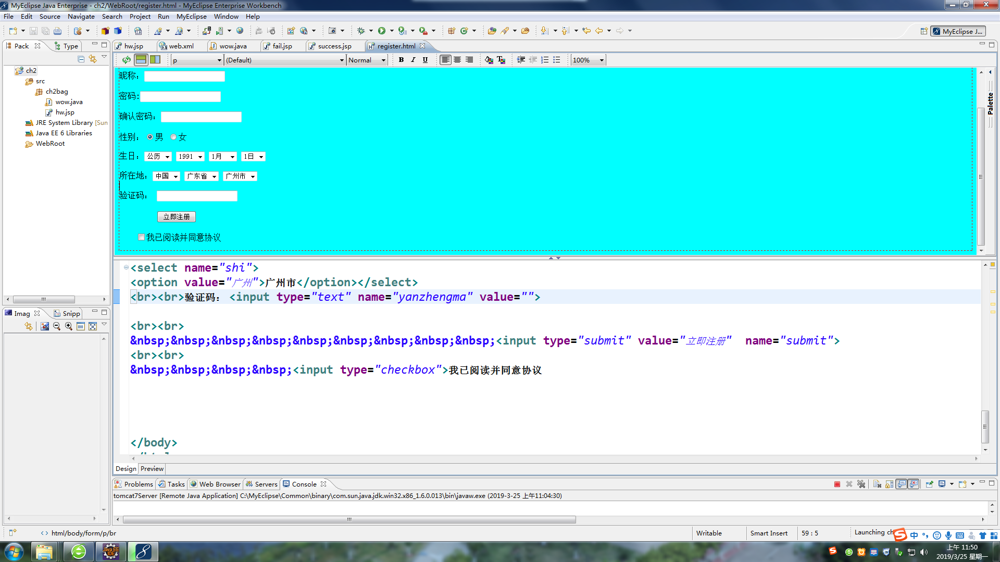 MyEclipse Java Enterprise - ch2/WebRoot/register.html - MyEclipse Enterprise Workbench
File Edit Source Navigate Search Project Run MyEclipse Window Help
MyEclipse J...
Pack Type
hw.jsp web.xml wow.java fail.jsp success.jsp register.html
p (Default) Normal B I U 100%
ch2
src
ch2bag
wow.java
hw.jsp
JRE System Library [Sun
Java EE 6 Libraries
WebRoot
Palette
昵称：
密码:
确认密码：
性别： 男 女
生日： 公历 1991 1月 1日
所在地： 中国 广东省 广州市
验证码：
立即注册
我已阅读并同意协议
<select name="shi">
<option value="广州">广州市</option></select>
<br><br>验证码： <input type="text" name="yanzhengma" value="">
<br><br>
&nbsp;&nbsp;&nbsp;&nbsp;&nbsp;&nbsp;&nbsp;&nbsp;&nbsp;<input type="submit" value="立即注册"  name="submit">
<br><br>
&nbsp;&nbsp;&nbsp;&nbsp;<input type="checkbox">我已阅读并同意协议
</body>
Imag Snipp
Design Preview
Problems Tasks Web Browser Servers Console
tomcat7Server [Remote Java Application] C:\MyEclipse\Common\binary\com.sun.java.jdk.win32.x86_1.6.0.013\bin\javaw.exe (2019-3-25 上午11:04:30)
html/body/form/p/br
Writable Smart Insert 59 : 5 Launching ch
中
上午 11:50
2019/3/25 星期一